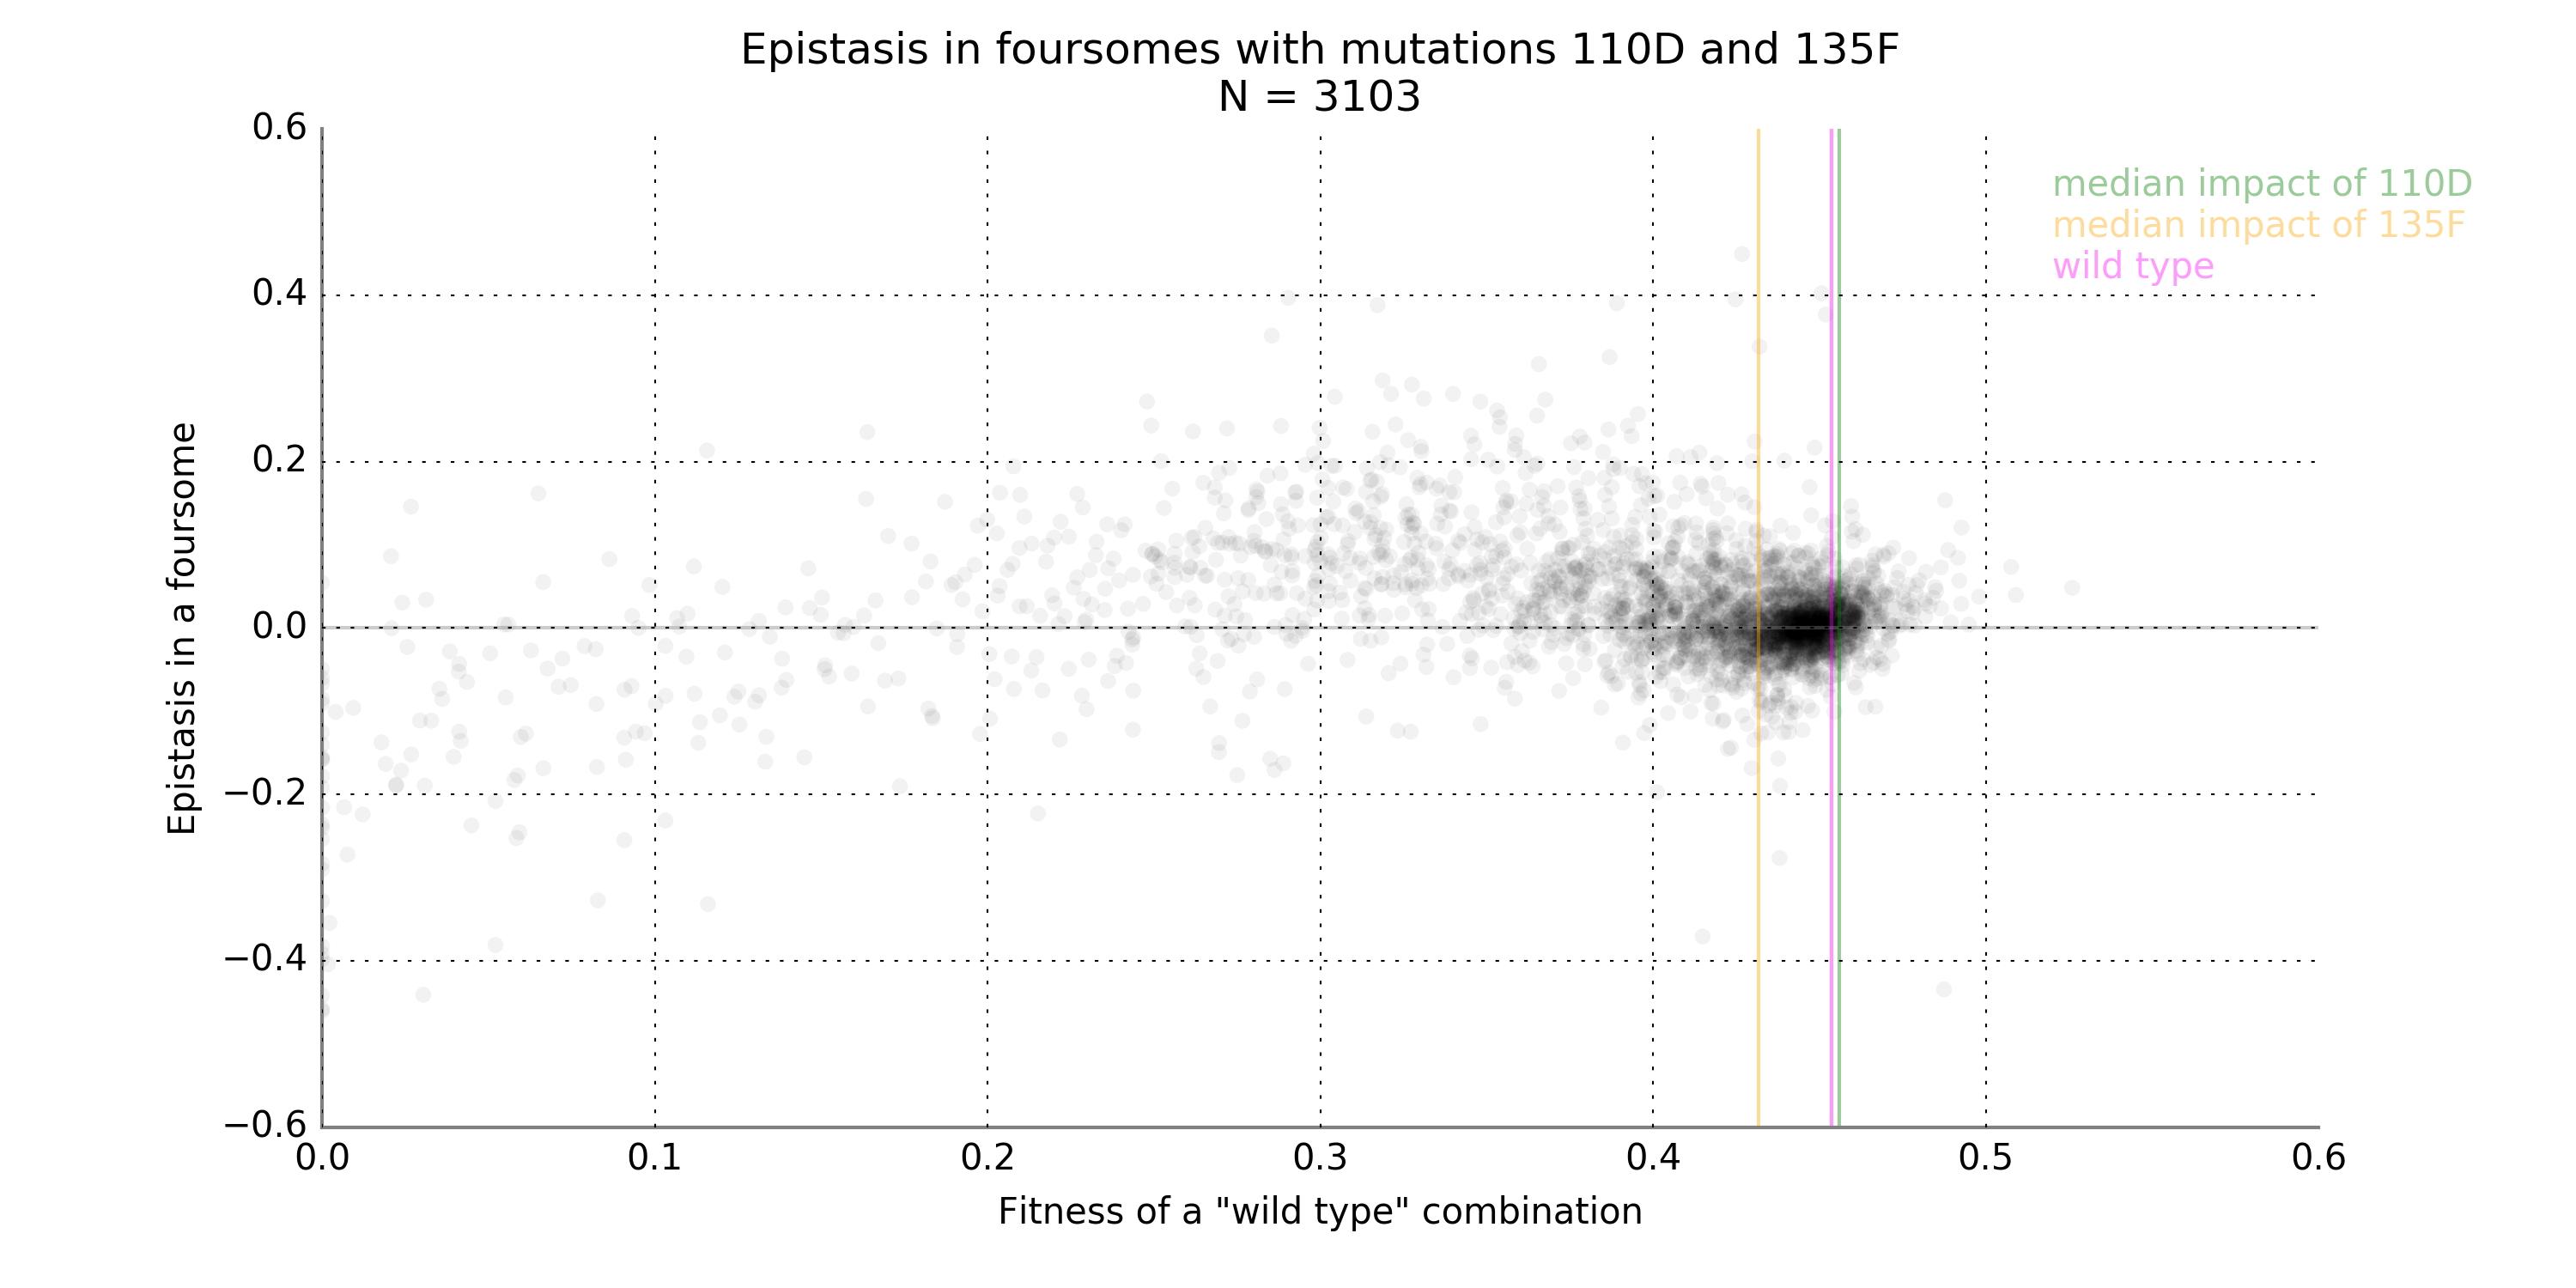 Epistasis in foursomes with mutations 110D and 135F
N = 3103
0.6
0.4
0.2
0.0
−0.2
−0.4
−0.6
Epistasis in a foursome
median impact of 110D
median impact of 135F
wild type
0.0 0.1 0.2 0.3 0.4 0.5 0.6
Fitness of a "wild type" combination